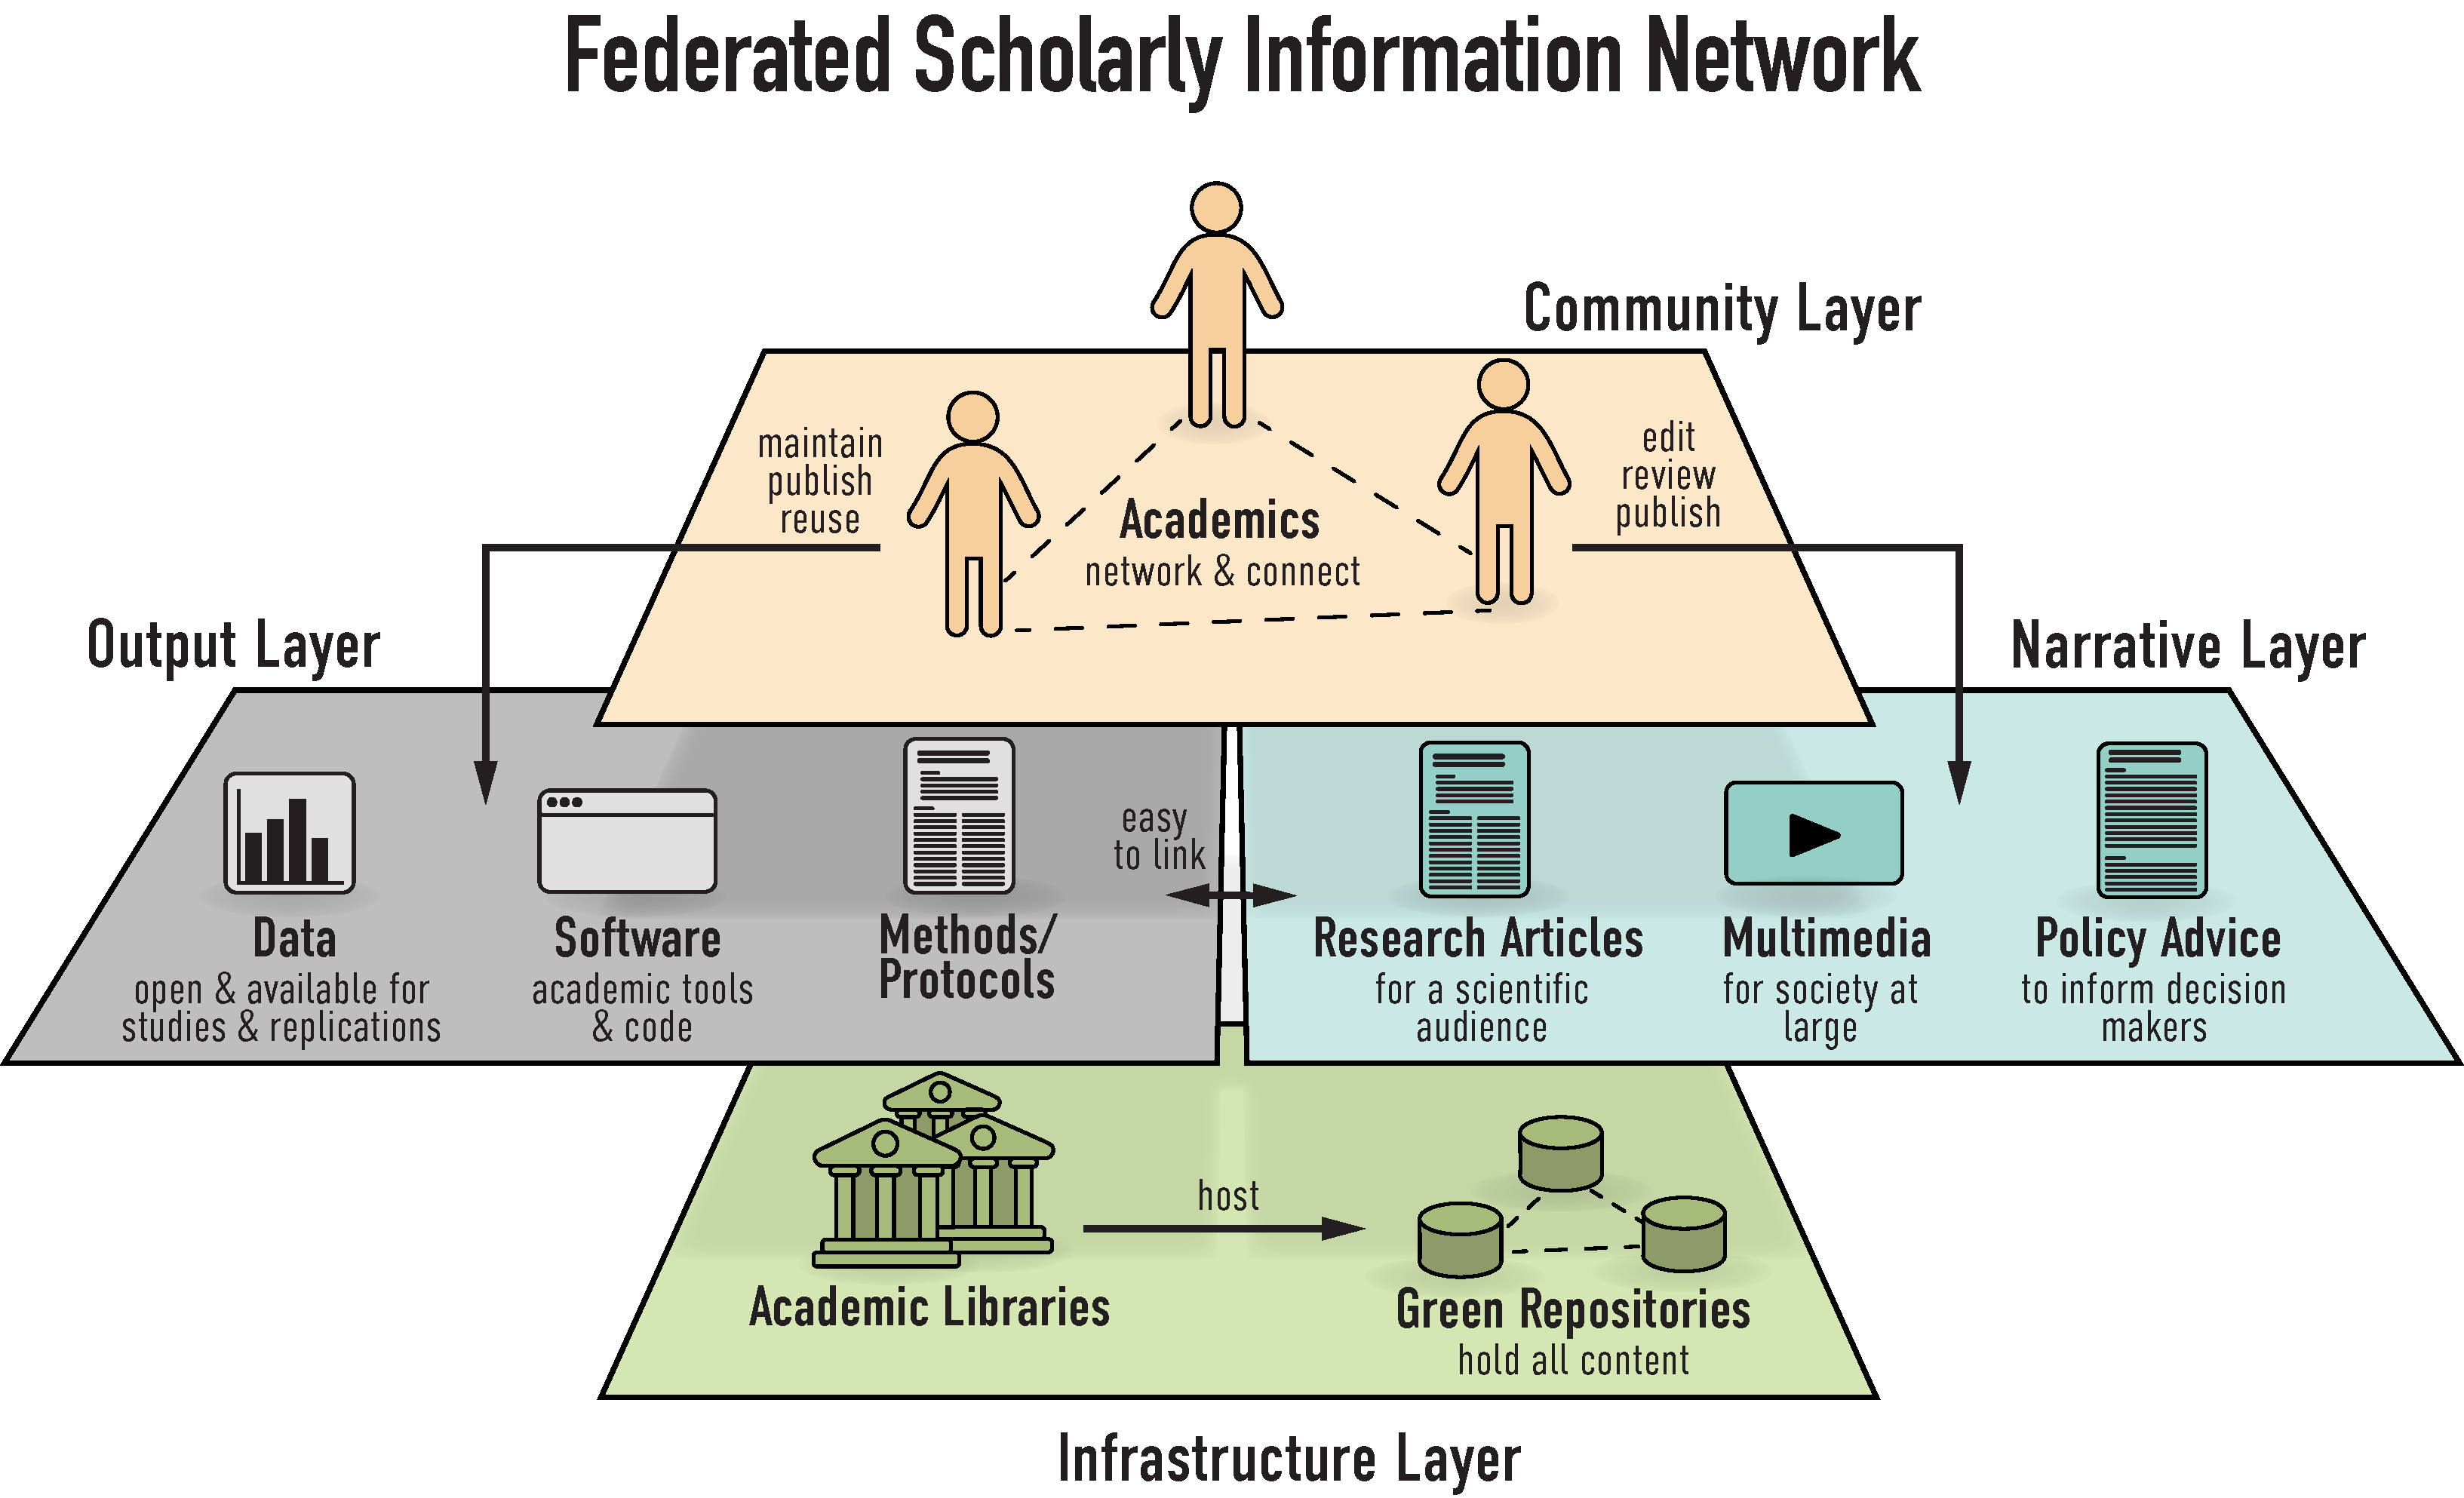 Federated Scholarly Information Network
Community Layer
maintain
publish
reuse
edit
review
publish
Academics
network & connect
Output Layer
Narrative Layer
easy
to link
Data
open & available for
studies & replications
Software
academic tools
& code
Methods/
Protocols
Research Articles
for a scientific
audience
Multimedia
for society at
large
Policy Advice
to inform decision
makers
host
Academic Libraries
Green Repositories
hold all content
Infrastructure Layer